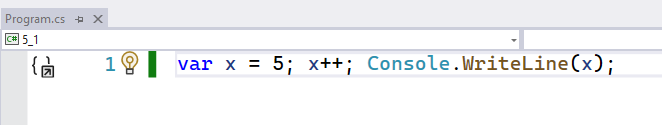 Program.cs
C# 5_1
{} 1 var x = 5; x++; Console.WriteLine(x);